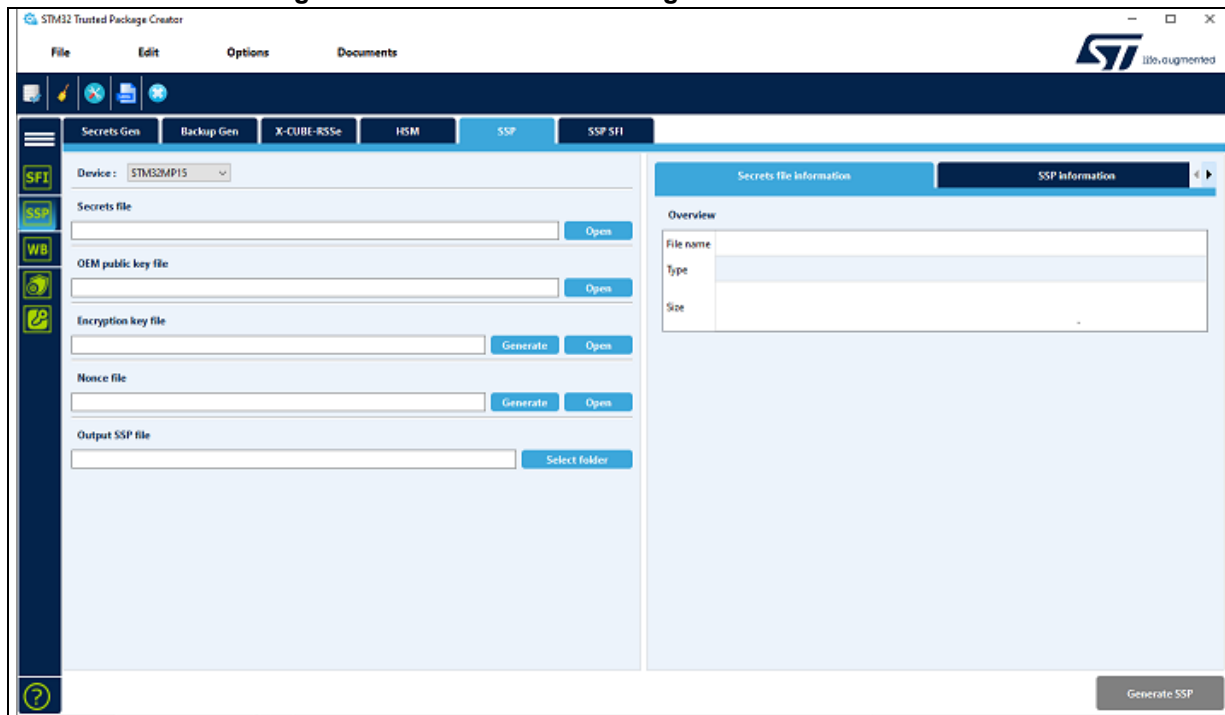 STM32 Trusted Package Creator
File Edit Options Documents
ST life.augmented
Secrets Gen Backup Gen X-CUBE-RSSe HSM SSP SSP SFI
SFI
SSP
WB
Device : STM32MP15
Secrets file
Open
OEM public key file
Open
Encryption key file
Generate Open
Nonce file
Generate Open
Output SSP file
Select folder
Secrets file information SSP information
Overview
File name
Type
Size
-
?
Generate SSP